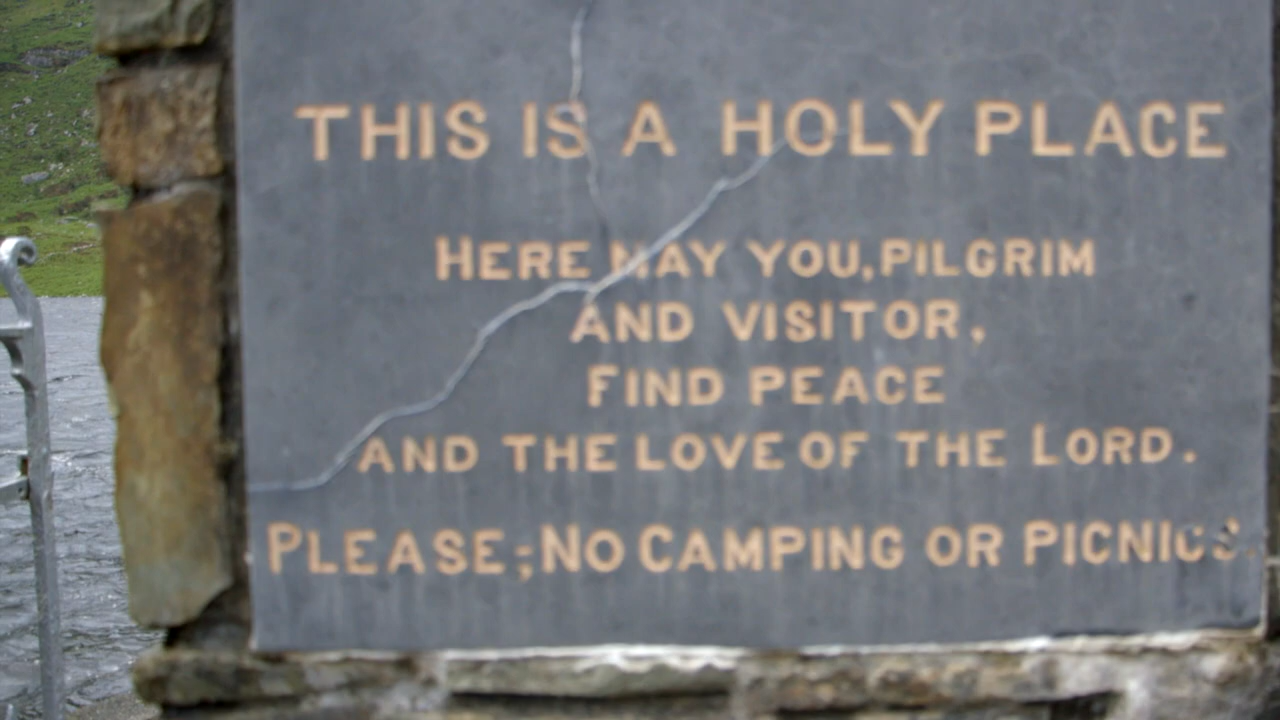 THIS IS A HOLY PLACE
HERE MAY YOU, PILGRIM
AND VISITOR,
FIND PEACE
AND THE LOVE OF THE LORD.
PLEASE; NO CAMPING OR PICNICS.